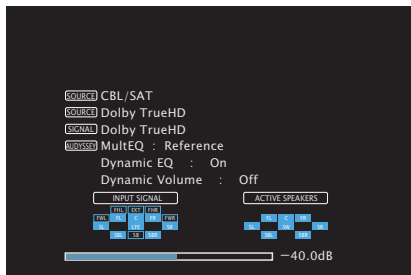 SOURCE CBL/SAT
SOURCE Dolby TrueHD
SIGNAL Dolby TrueHD
AUDYSSEY MultEQ : Reference
Dynamic EQ : On
Dynamic Volume : Off
INPUT SIGNAL ACTIVE SPEAKERS
FHL EXT FHR
FWL FL C FR FWR FL C FR
SL LFE SR SL SW SR
SBL SB SBR SBL SBR
-40.0dB